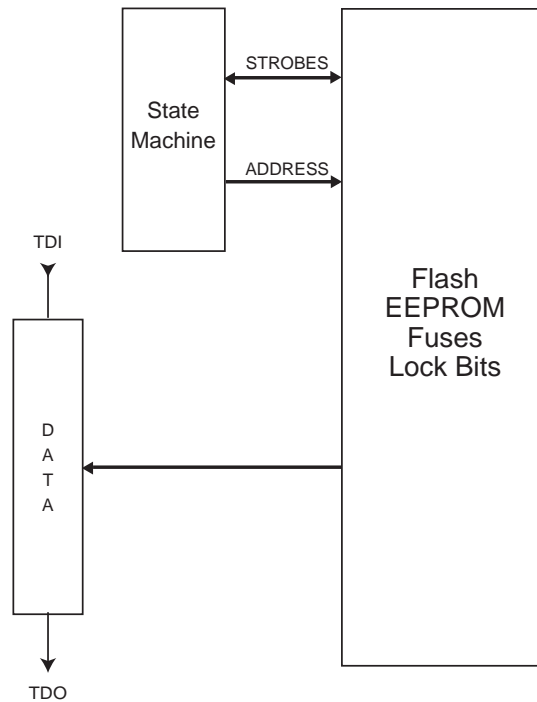 STROBES
State
Machine
ADDRESS
TDI
Flash
EEPROM
Fuses
Lock Bits
D
A
T
A
TDO